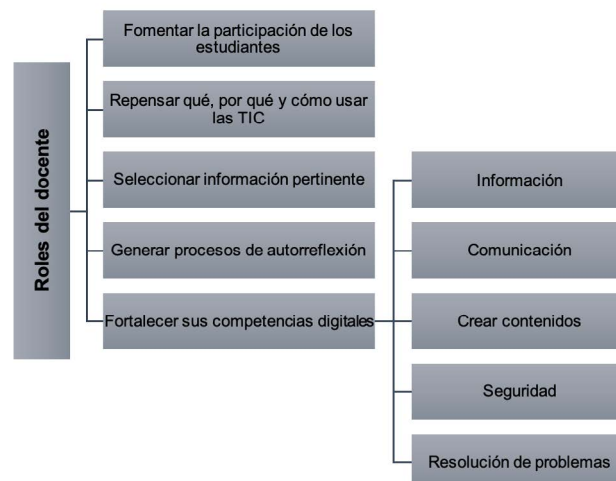 Roles del docente
Fomentar la participación de los
estudiantes
Repensar qué, por qué y cómo usar
las TIC
Seleccionar información pertinente
Generar procesos de autorreflexión
Fortalecer sus competencias digitales
Información
Comunicación
Crear contenidos
Seguridad
Resolución de problemas